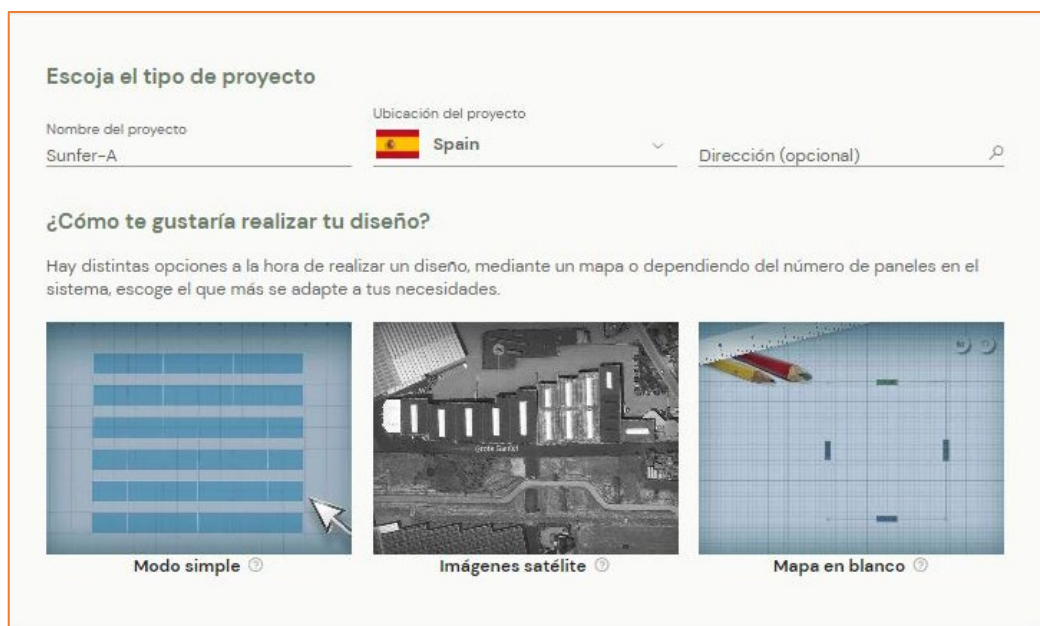 Escoja el tipo de proyecto
Nombre del proyecto
Sunfer-A
Ubicación del proyecto
Spain
Dirección (opcional)
¿Cómo te gustaría realizar tu diseño?
Hay distintas opciones a la hora de realizar un diseño, mediante un mapa o dependiendo del número de paneles en el
sistema, escoge el que más se adapte a tus necesidades.
Modo simple
Imágenes satélite
Mapa en blanco